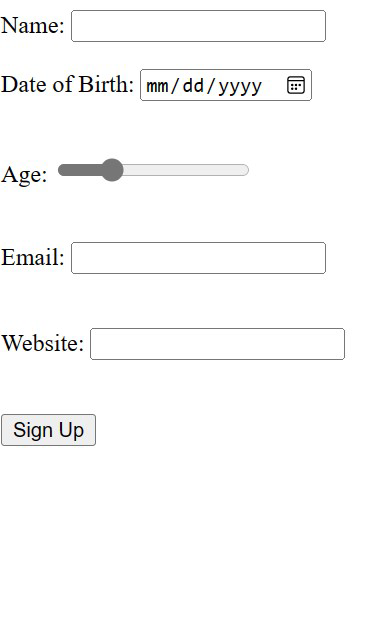 Name:
Date of Birth: mm/dd/yyyy
Age:
Email:
Website:
Sign Up